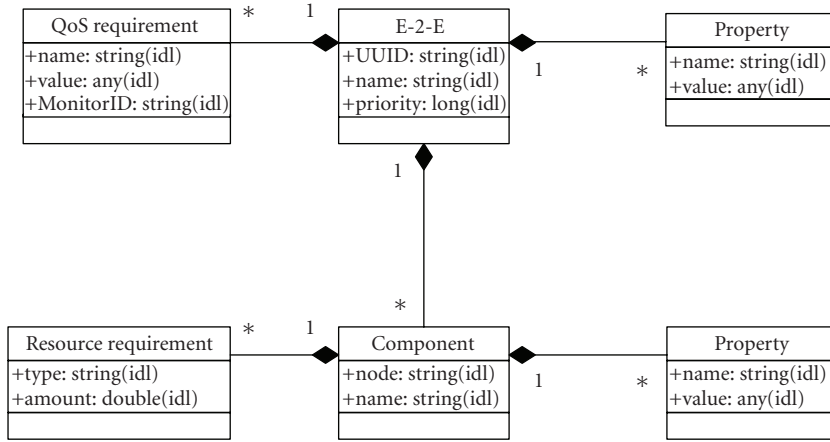 QoS requirement
+name: string(idl)
+value: any(idl)
+MonitorID: string(idl)
*
1
E-2-E
+UUID: string(idl)
+name: string(idl)
+priority: long(idl)
1
*
Property
+name: string(idl)
+value: any(idl)
1
*
Resource requirement
+type: string(idl)
+amount: double(idl)
*
1
Component
+node: string(idl)
+name: string(idl)
1
*
Property
+name: string(idl)
+value: any(idl)